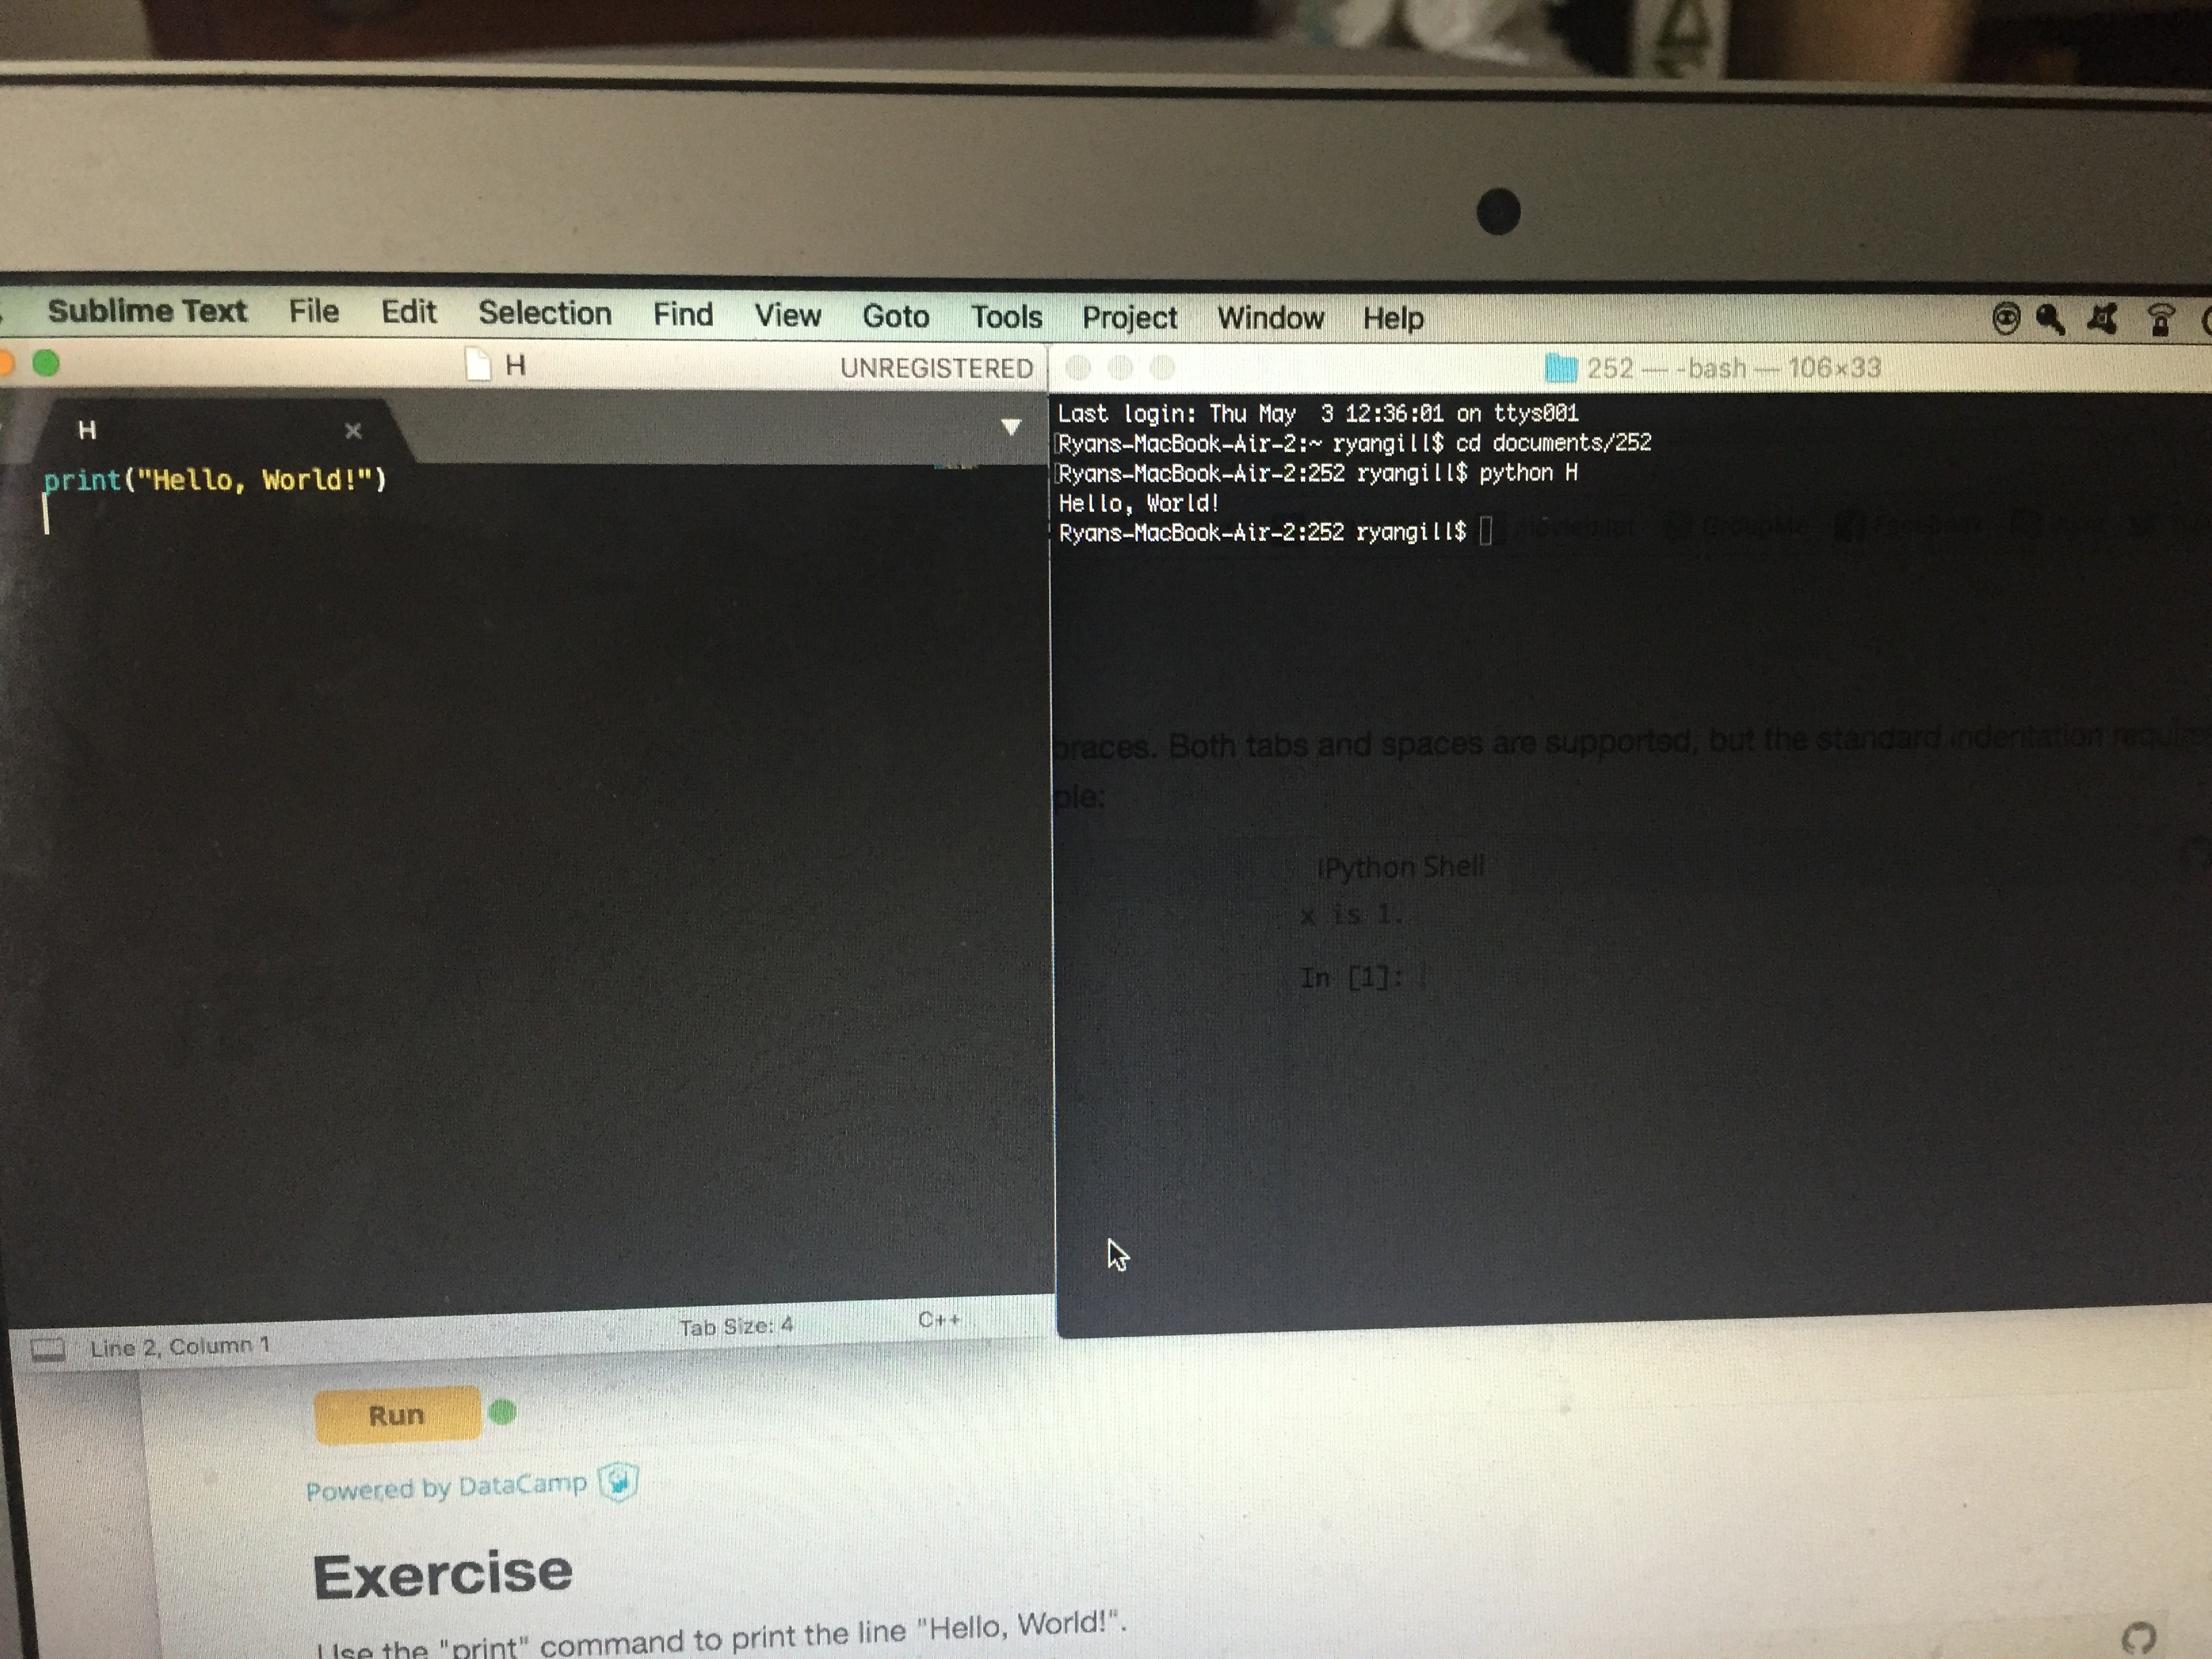 Sublime Text File Edit Selection Find View Goto Tools Project Window Help
H UNREGISTERED
252 — -bash — 106×33
H
print("Hello, World!")
Last login: Thu May  3 12:36:01 on ttys001
Ryans-MacBook-Air-2:~ ryangill$ cd documents/252
Ryans-MacBook-Air-2:252 ryangill$ python H
Hello, World!
Ryans-MacBook-Air-2:252 ryangill$
braces. Both tabs and spaces are supported, but the standard indentation
ple:
IPython Shell
x is 1.
In [1]:
Line 2, Column 1 Tab Size: 4 C++
Run
Powered by DataCamp
Exercise
Use the "print" command to print the line "Hello, World!".